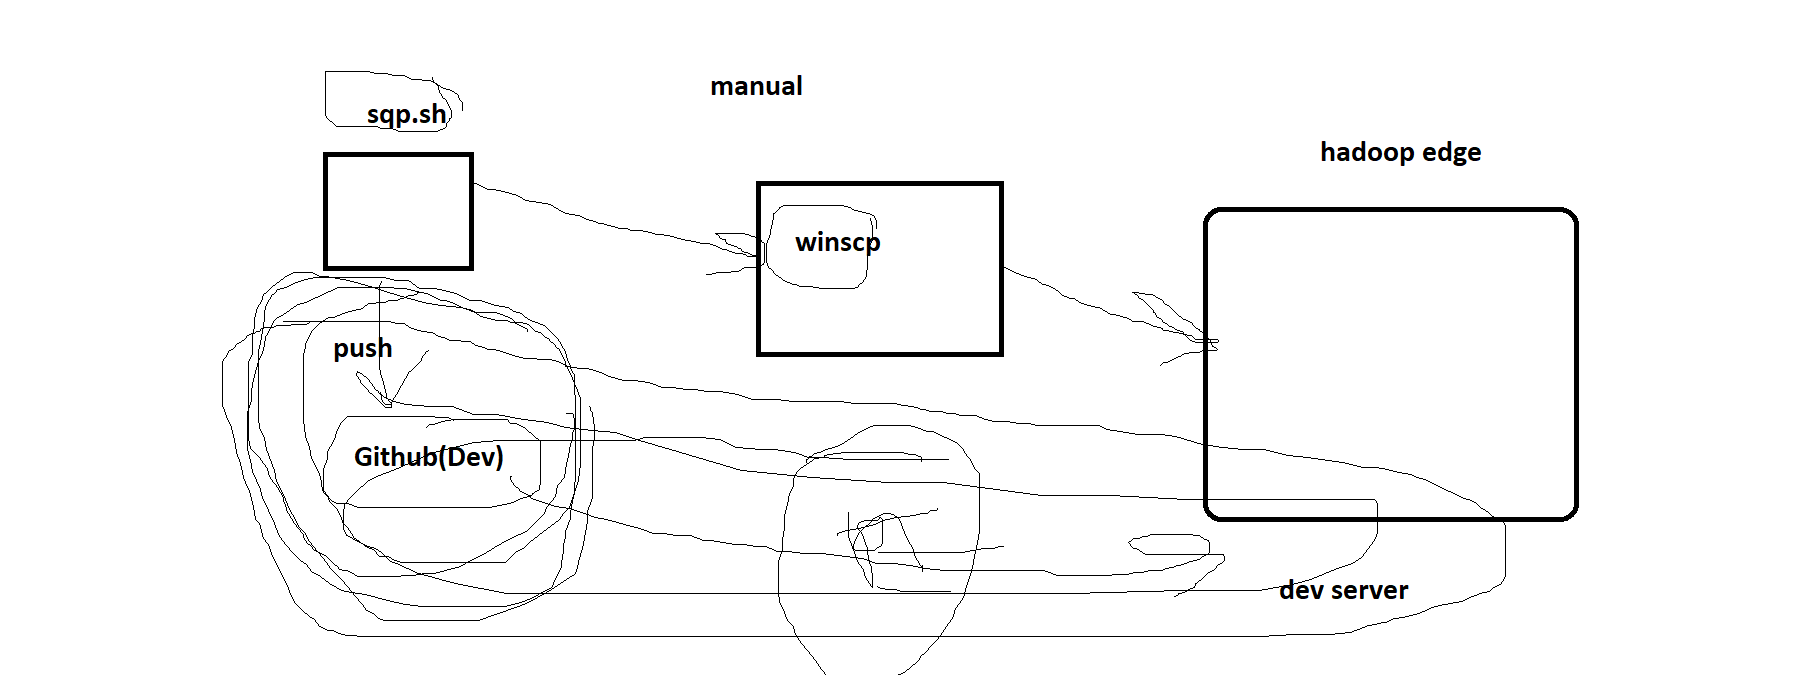 manual
sqp.sh
hadoop edge
winscp
push
Github(Dev)
dev server